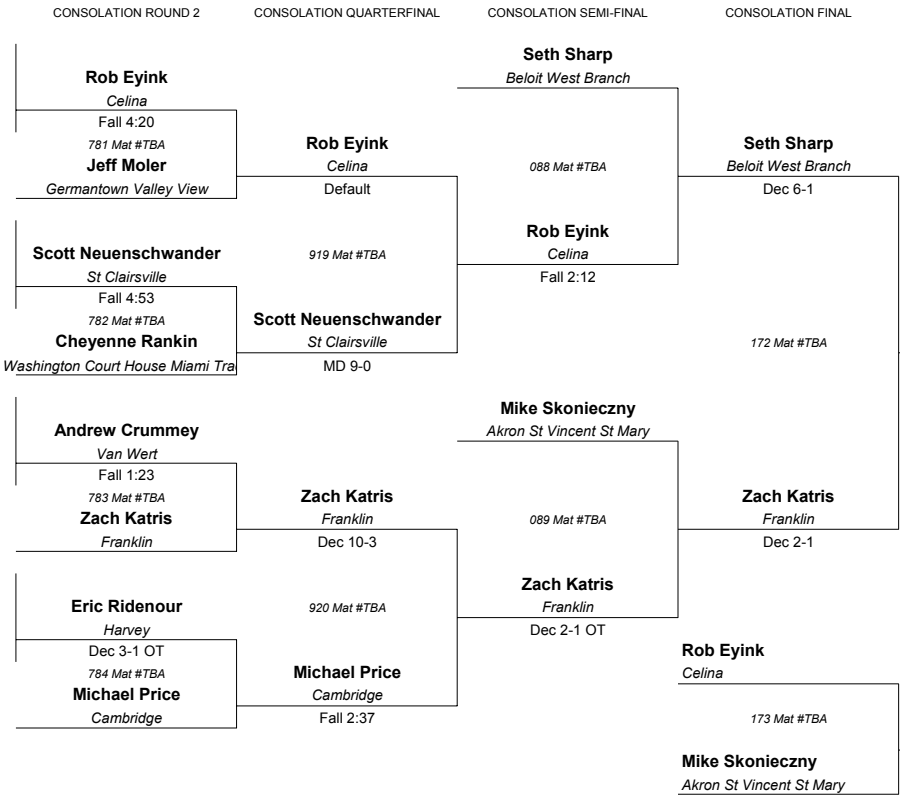 CONSOLATION ROUND 2
CONSOLATION QUARTERFINAL
CONSOLATION SEMI-FINAL
CONSOLATION FINAL
Rob Eyink
Celina
Fall 4:20
781 Mat #TBA
Jeff Moler
Germantown Valley View
Scott Neuenschwander
St Clairsville
Fall 4:53
782 Mat #TBA
Cheyenne Rankin
Washington Court House Miami Tra
Andrew Crummey
Van Wert
Fall 1:23
783 Mat #TBA
Zach Katris
Franklin
Eric Ridenour
Harvey
Dec 3-1 OT
784 Mat #TBA
Michael Price
Cambridge
Rob Eyink
Celina
Default
919 Mat #TBA
Scott Neuenschwander
St Clairsville
MD 9-0
Zach Katris
Franklin
Dec 10-3
920 Mat #TBA
Michael Price
Cambridge
Fall 2:37
Seth Sharp
Beloit West Branch
088 Mat #TBA
Rob Eyink
Celina
Fall 2:12
Mike Skonieczny
Akron St Vincent St Mary
089 Mat #TBA
Zach Katris
Franklin
Dec 2-1 OT
Seth Sharp
Beloit West Branch
Dec 6-1
172 Mat #TBA
Zach Katris
Franklin
Dec 2-1
Rob Eyink
Celina
173 Mat #TBA
Mike Skonieczny
Akron St Vincent St Mary